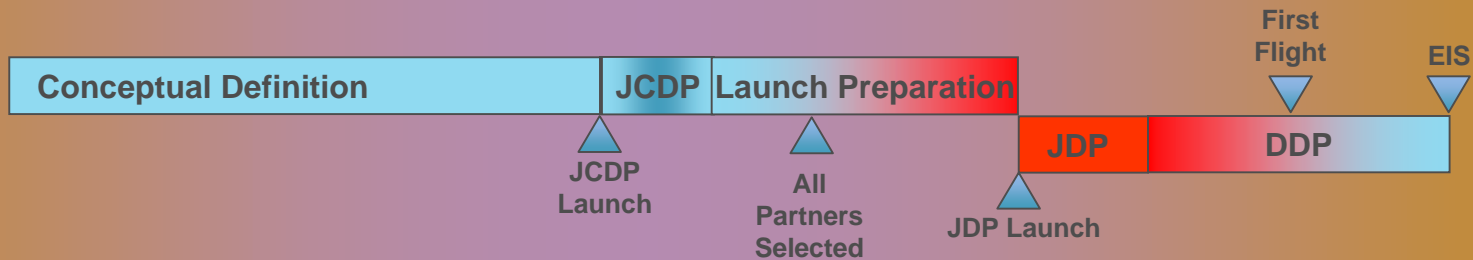 First
Flight
EIS
Conceptual Definition
JCDP
Launch Preparation
JDP
DDP
JCDP
Launch
All
Partners
Selected
JDP Launch